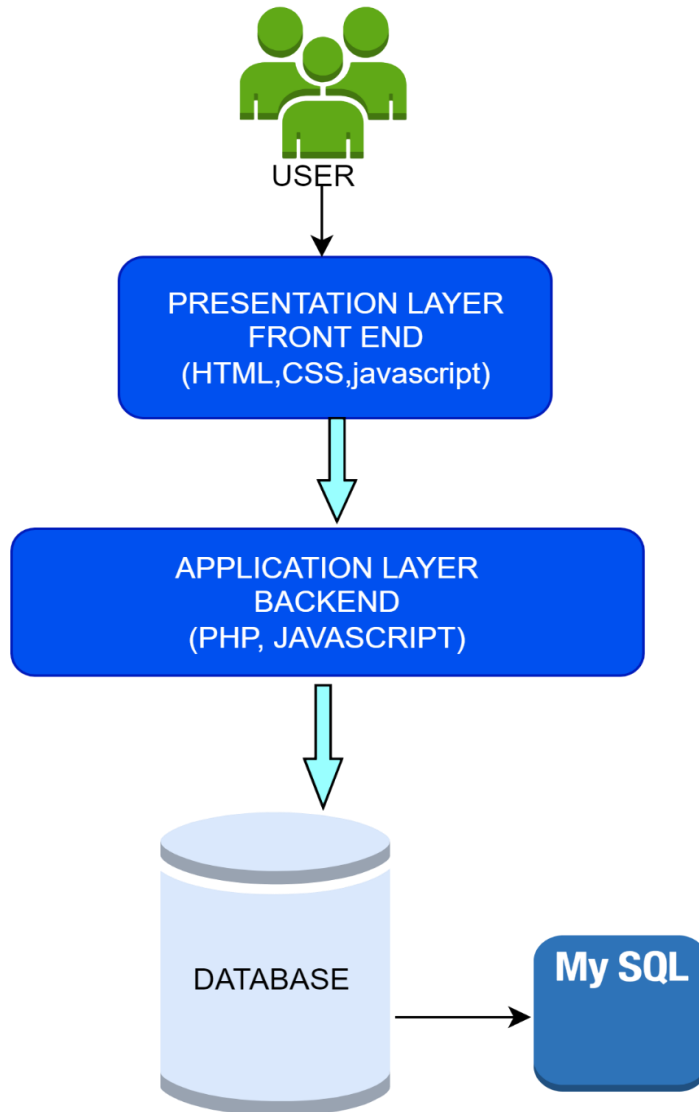 USER
PRESENTATION LAYER
FRONT END
(HTML,CSS,javascript)
APPLICATION LAYER
BACKEND
(PHP, JAVASCRIPT)
DATABASE
My SQL